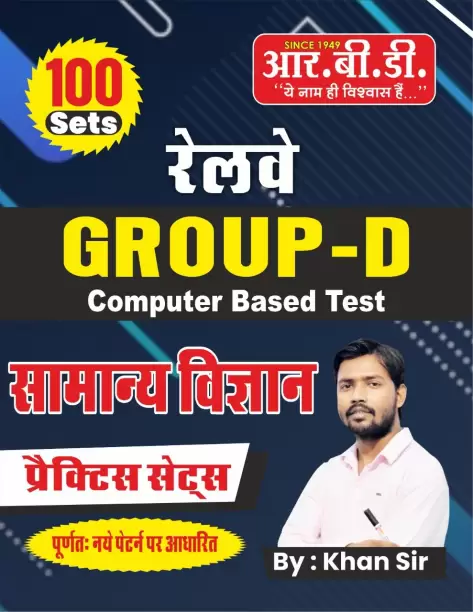 100
Sets
SINCE 1949
आर.बी.डी.
“ये नाम ही विश्वास हैं...”
रेलवे
GROUP-D
Computer Based Test
सामान्य विज्ञान
प्रैक्टिस सेट्स
पूर्णतः नये पेटर्न पर आधारित
By : Khan Sir